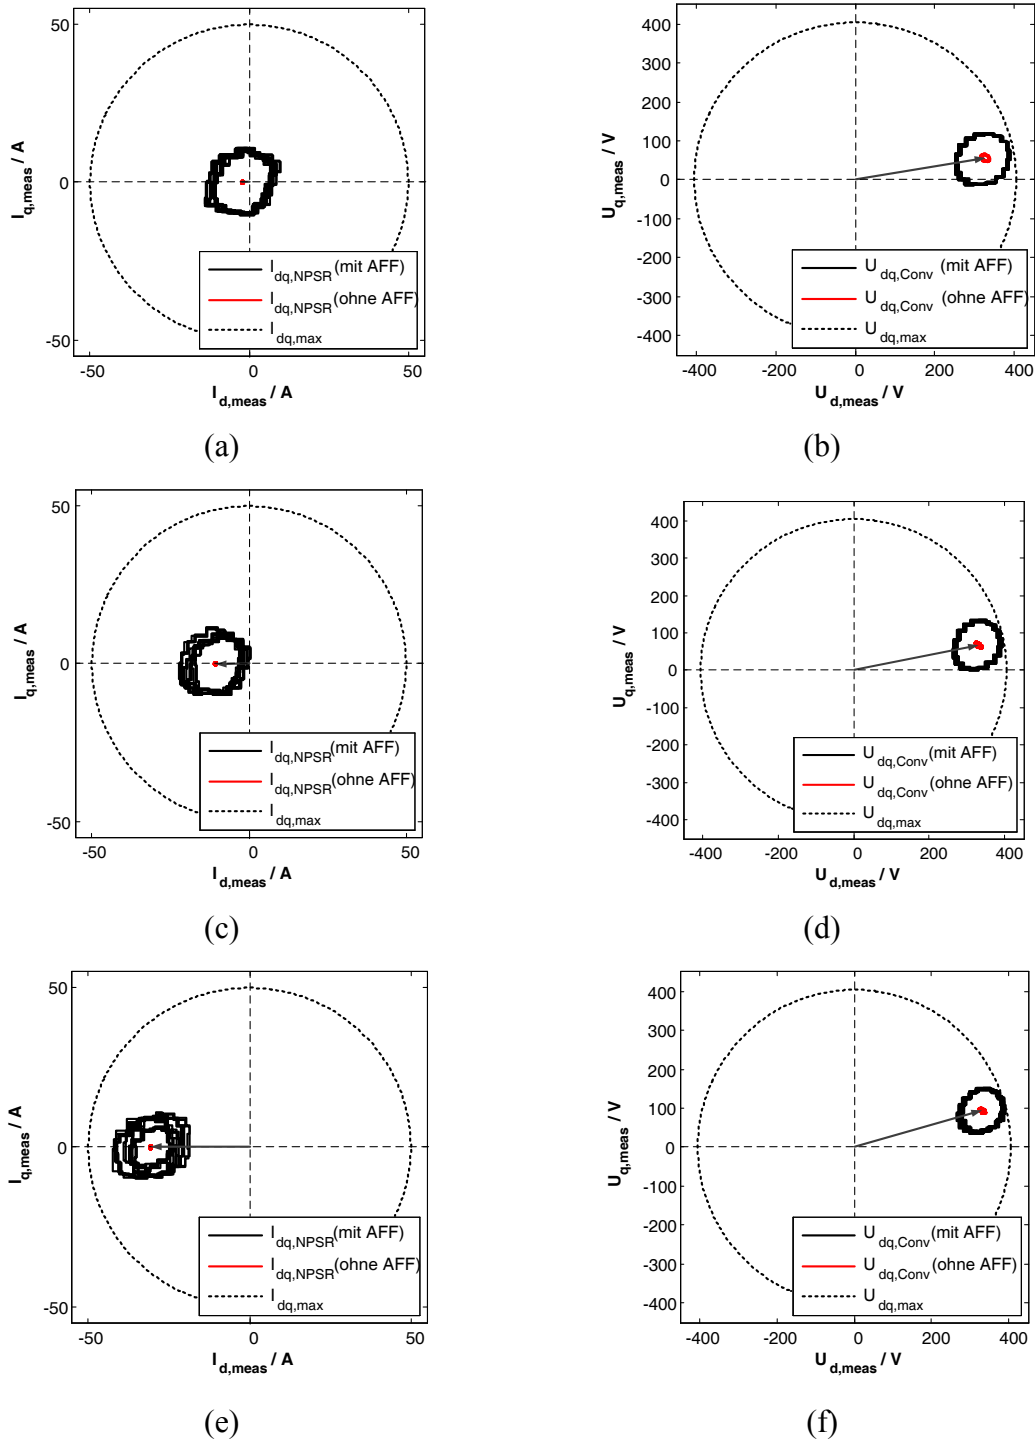 50
0
-50
-50
0
50
I_q,meas / A
I_d,meas / A
I_dq,NPSR (mit AFF)
I_dq,NPSR (ohne AFF)
I_dq,max
(a)
400
300
200
100
0
-100
-200
-300
-400
-400
-200
0
200
400
U_q,meas / V
U_d,meas / V
U_dq,Conv (mit AFF)
U_dq,Conv (ohne AFF)
U_dq,max
(b)
50
0
-50
-50
0
50
I_q,meas / A
I_d,meas / A
I_dq,NPSR (mit AFF)
I_dq,NPSR (ohne AFF)
I_dq,max
(c)
400
300
200
100
0
-100
-200
-300
-400
-400
-200
0
200
400
U_q,meas / V
U_d,meas / V
U_dq,Conv (mit AFF)
U_dq,Conv (ohne AFF)
U_dq,max
(d)
50
0
-50
-50
0
50
I_q,meas / A
I_d,meas / A
I_dq,NPSR (mit AFF)
I_dq,NPSR (ohne AFF)
I_dq,max
(e)
400
300
200
100
0
-100
-200
-300
-400
-400
-200
0
200
400
U_q,meas / V
U_d,meas / V
U_dq,Conv (mit AFF)
U_dq,Conv (ohne AFF)
U_dq,max
(f)